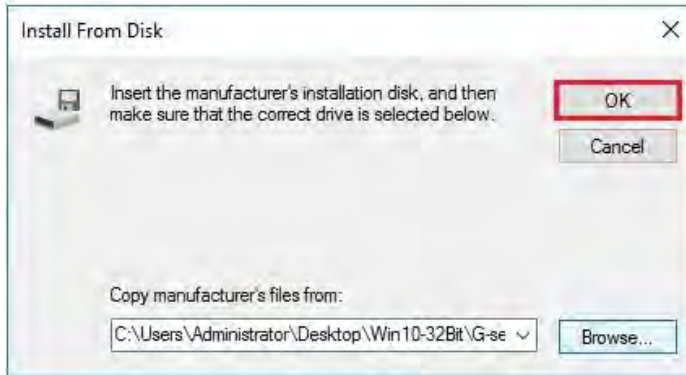 Install From Disk
Insert the manufacturer's installation disk, and then
make sure that the correct drive is selected below.
OK
Cancel
Copy manufacturer's files from:
C:\Users\Administrator\Desktop\Win10-32Bit\G-se
Browse...